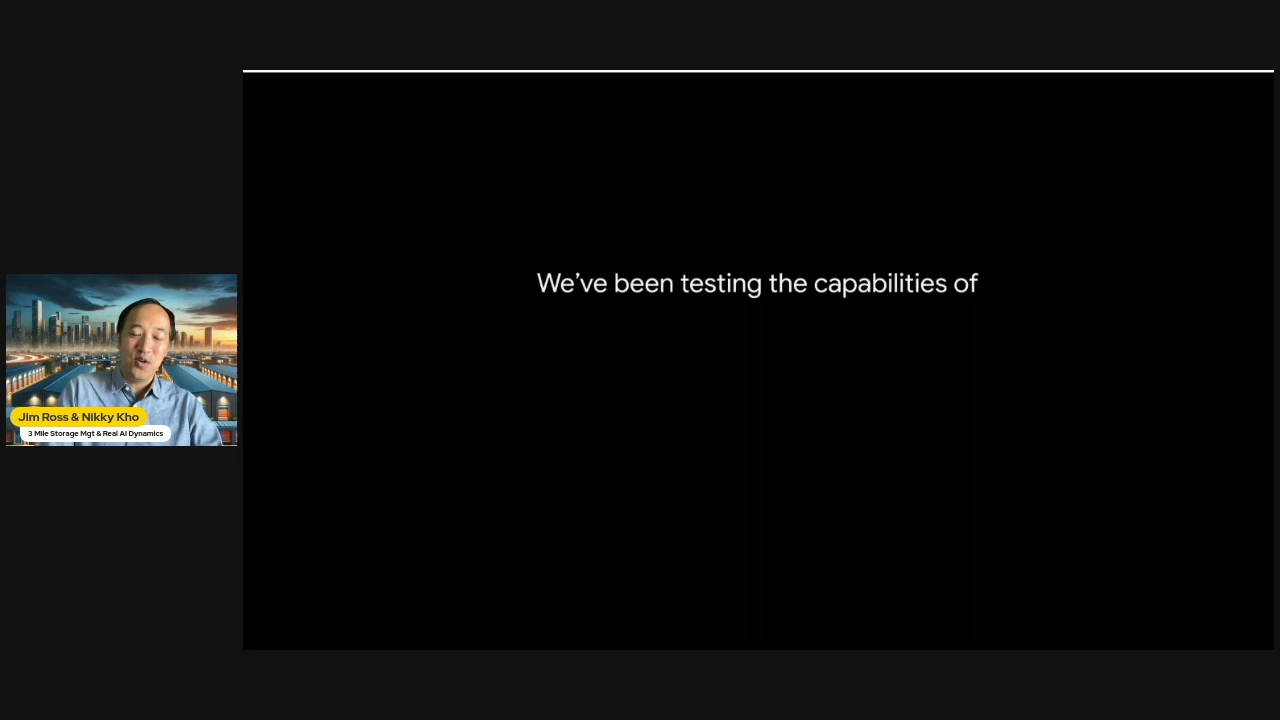 We've been testing the capabilities of
Jim Ross & Nikky Kho
3 Mile Storage Mgt & Real AI Dynamics